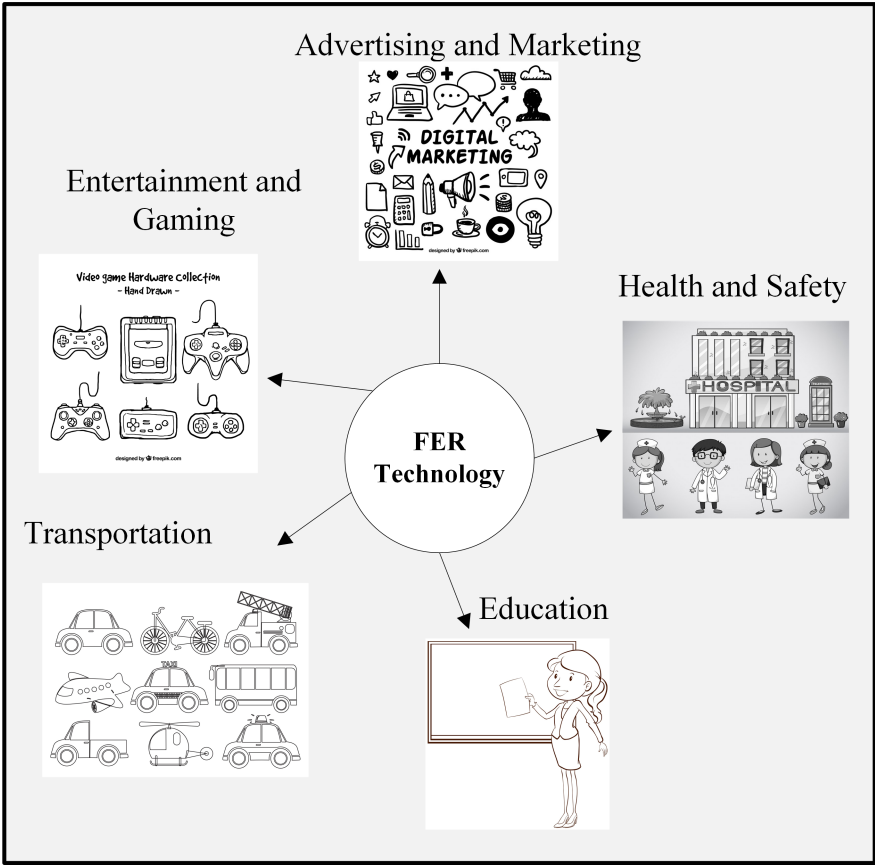 Advertising and Marketing
DIGITAL
MARKETING
designed by freepik.com
Entertainment and
Gaming
Video game Hardware Collection
- Hand Drawn -
designed by freepik.com
Health and Safety
HOSPITAL
FER
Technology
Transportation
TAXI
Education